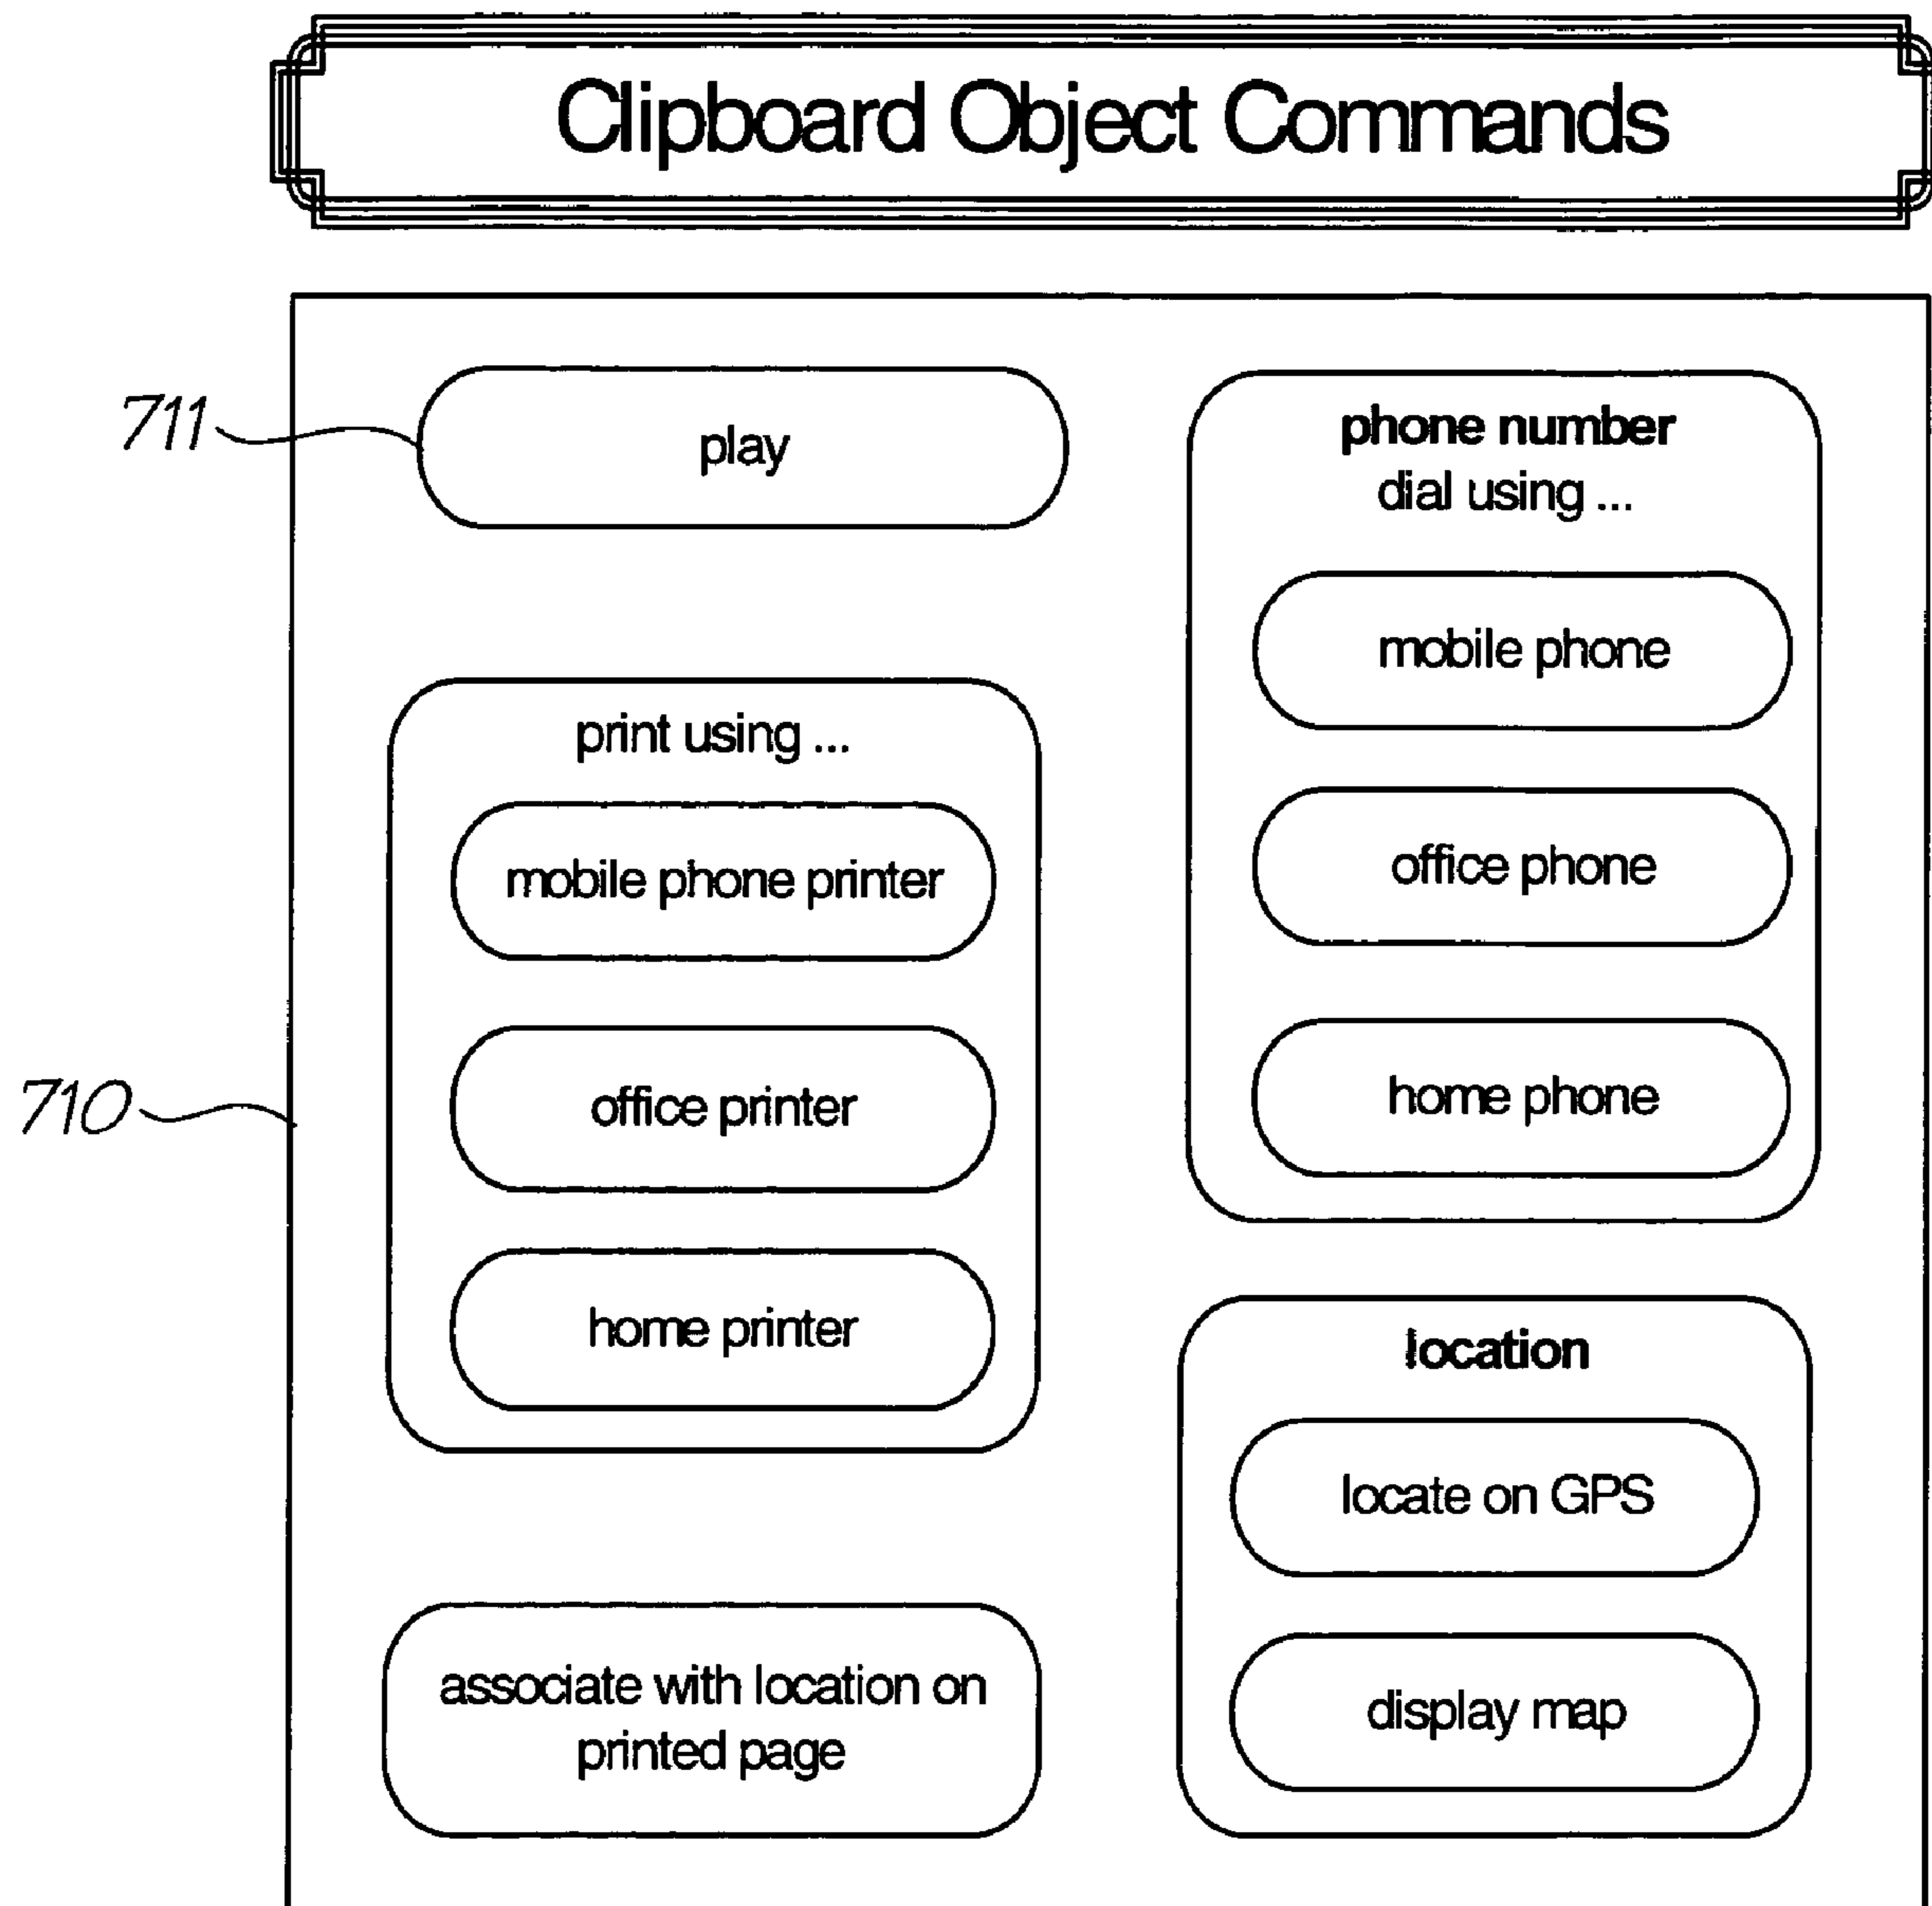 Clipboard Object Commands
711
play
print using ...
mobile phone printer
office printer
home printer
710
associate with location on
printed page
phone number
dial using ...
mobile phone
office phone
home phone
location
locate on GPS
display map